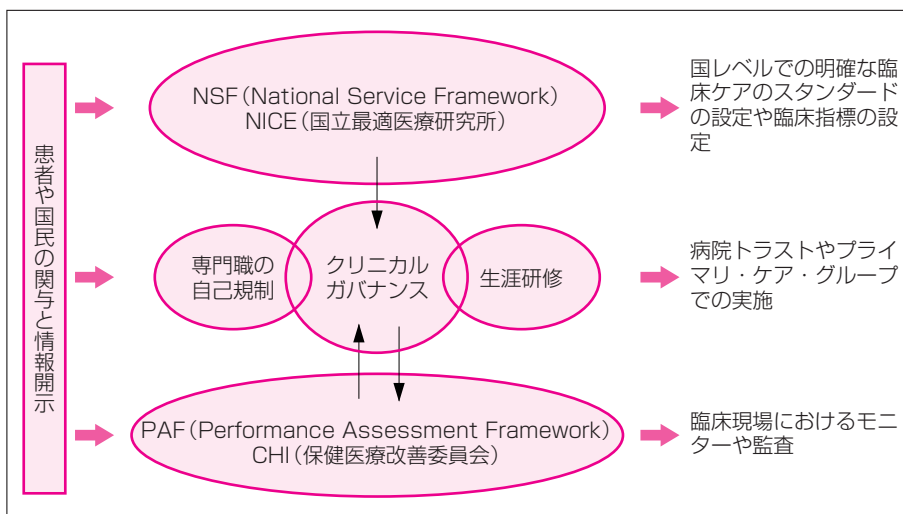 患者や国民の関与と情報開示
NSF(National Service Framework)
NICE(国立最適医療研究所)
国レベルでの明確な臨
床ケアのスタンダード
の設定や臨床指標の設
定
専門職の
自己規制
クリニカル
ガバナンス
生涯研修
病院トラストやプライ
マリ・ケア・グループ
での実施
PAF(Performance Assessment Framework)
CHI(保健医療改善委員会)
臨床現場におけるモニ
ターや監査